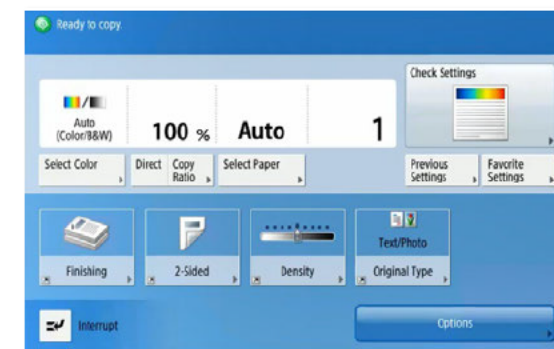 Ready to copy.
Check Settings
Auto
(Color/B&W)
100 %
Auto
1
Select Color
Direct
Copy
Ratio
Select Paper
Previous
Settings
Favorite
Settings
Finishing
2-Sided
Density
Text/Photo
Original Type
Interrupt
Options